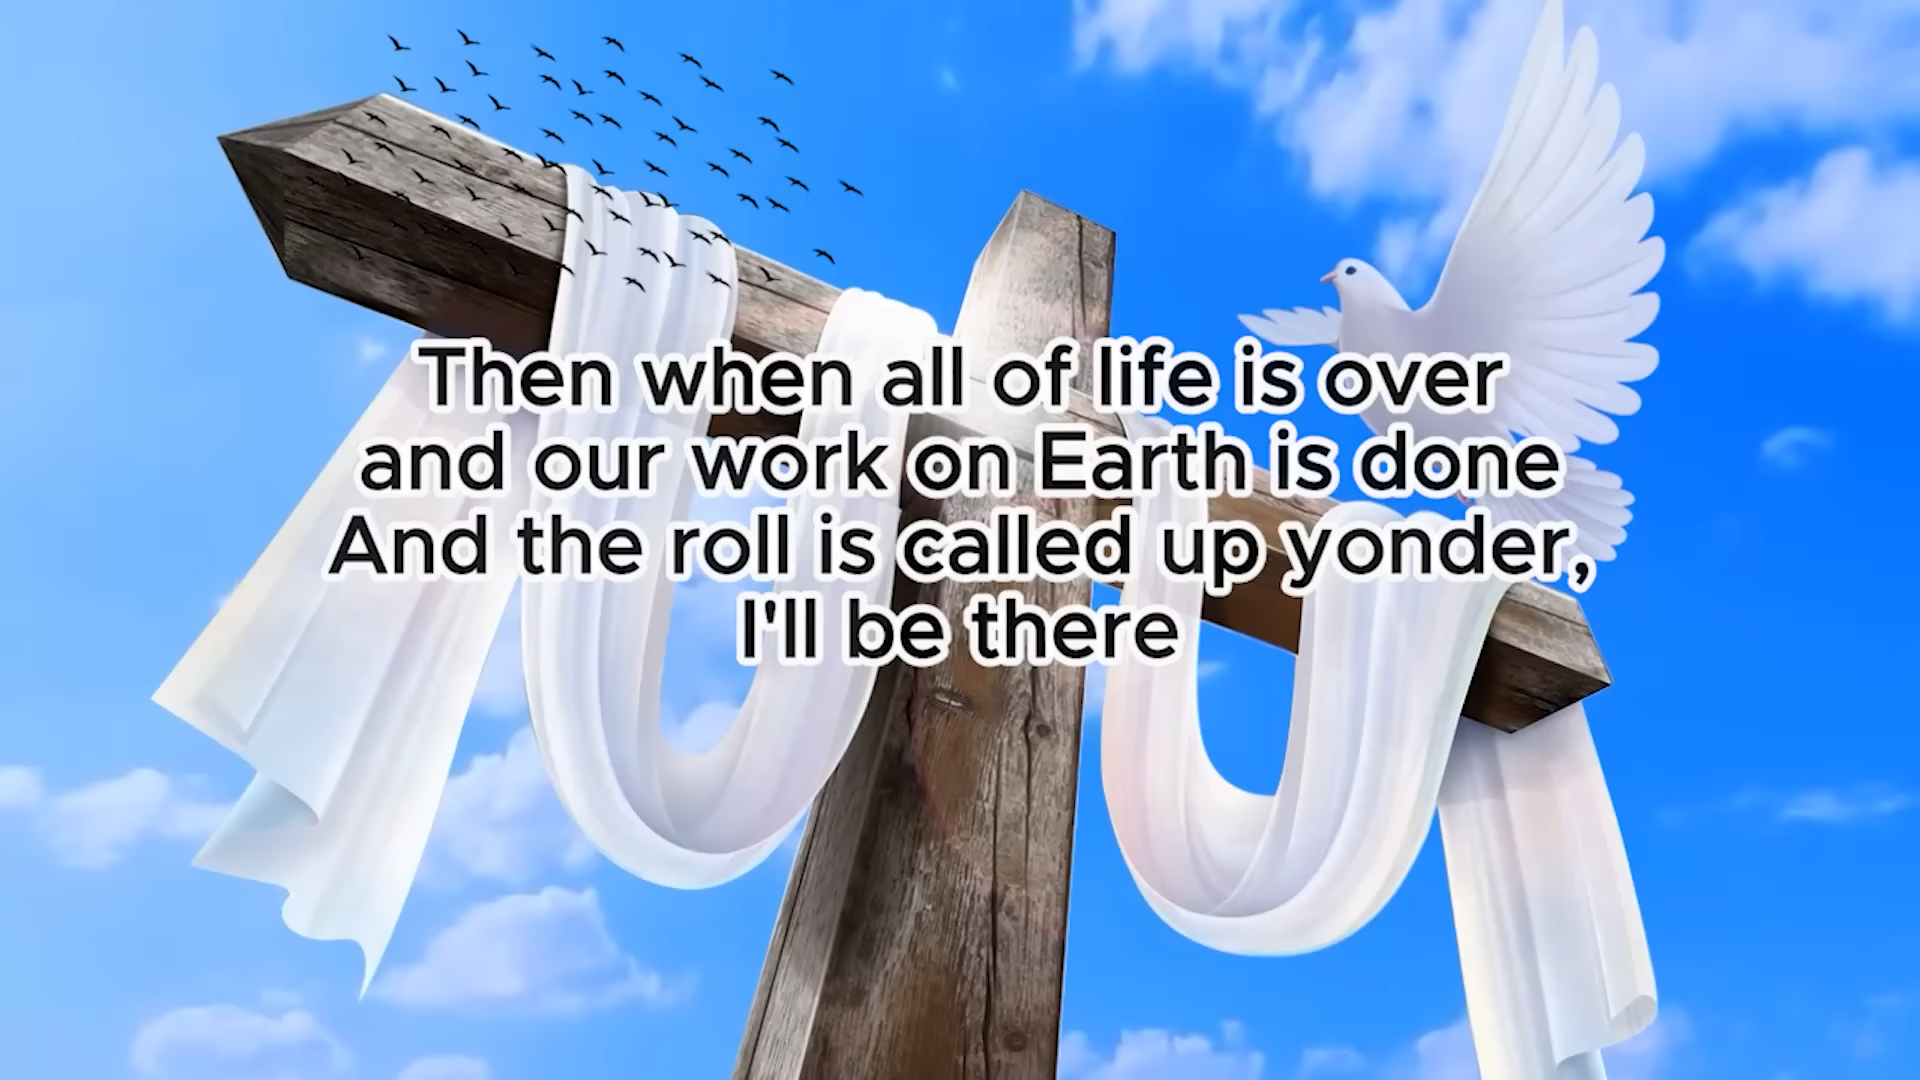 Then when all of life is over
and our work on Earth is done
And the roll is called up yonder,
I'll be there